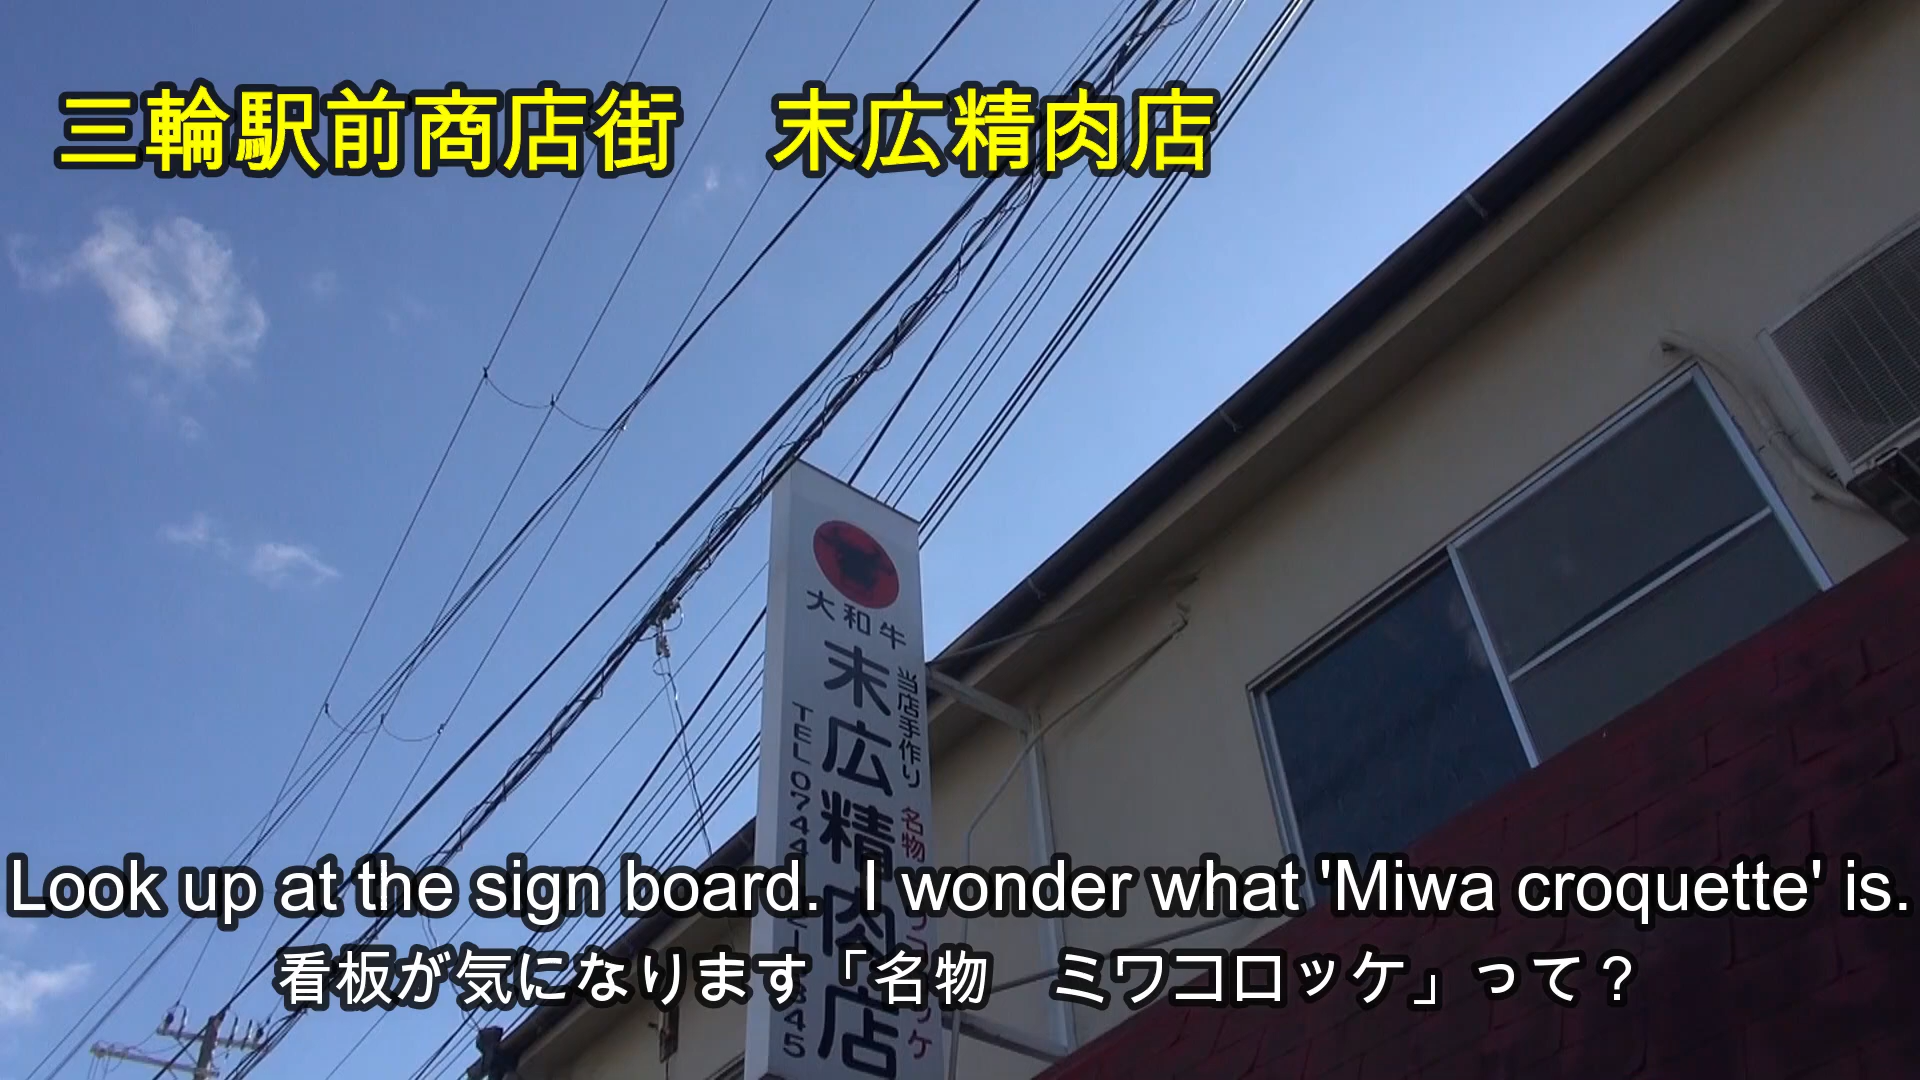 三輪駅前商店街　末広精肉店
大和牛
当店手作り 名物
末広精肉店
Look up at the sign board.  I wonder what 'Miwa croquette' is.
看板が気になります「名物　ミワコロッケ」って？